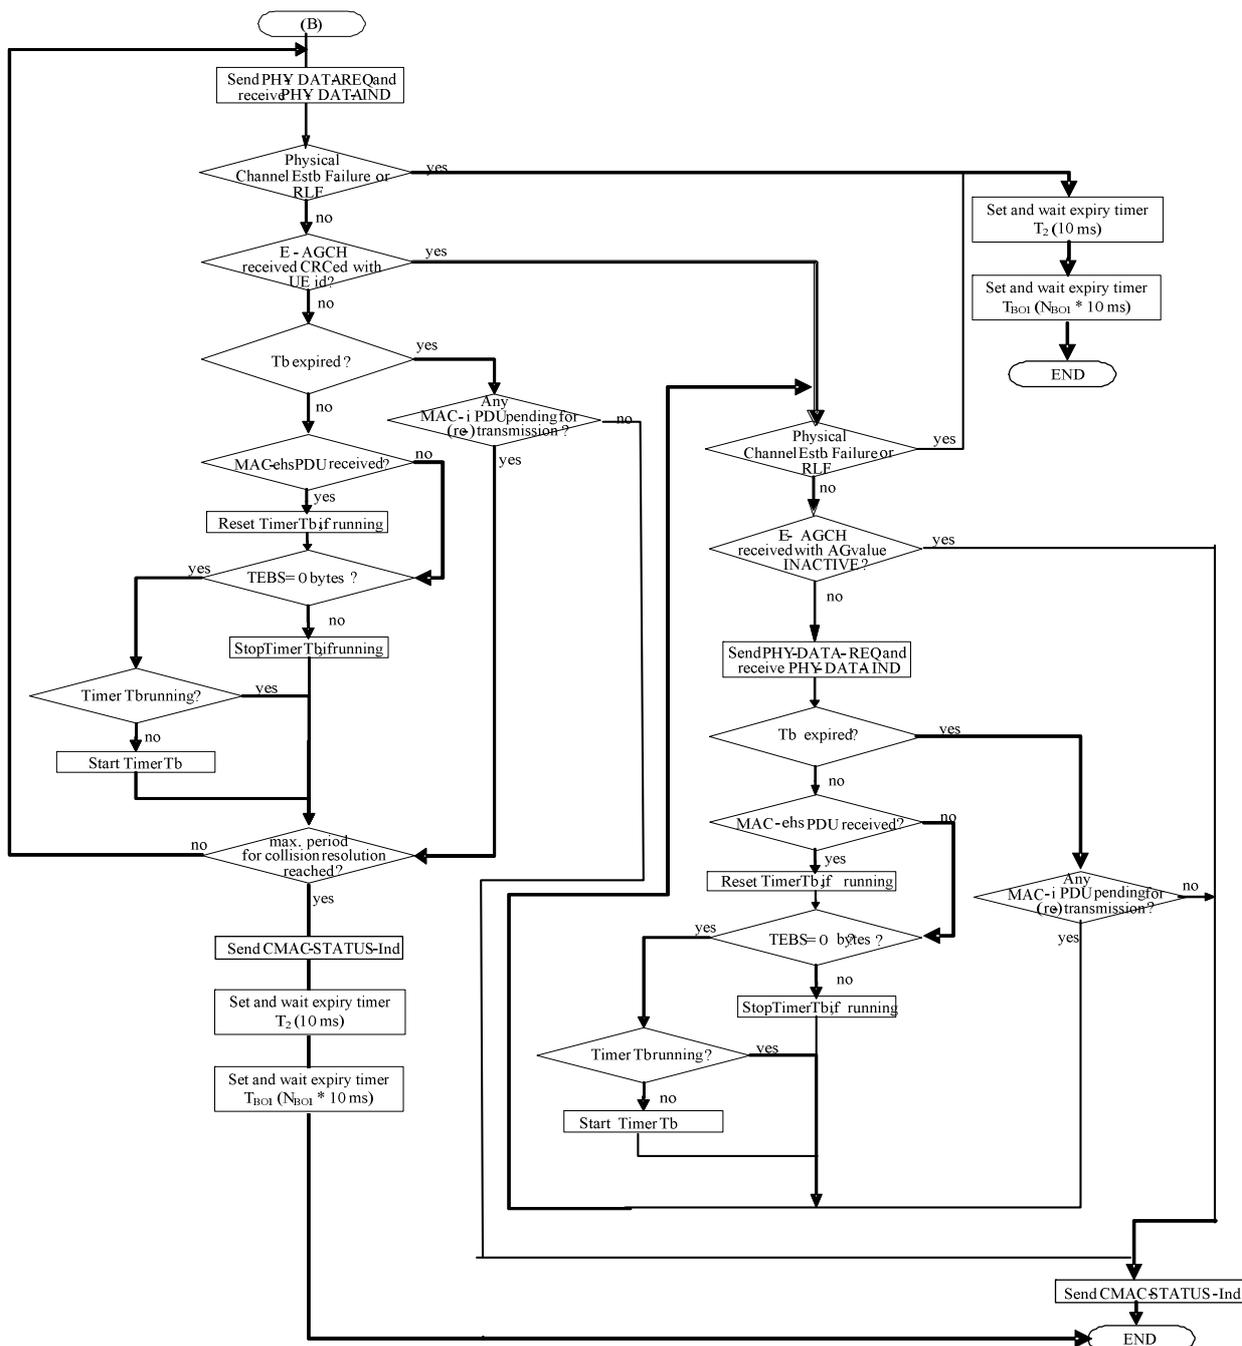 (B)
Send PHY DATA-REQ and
receive PHY DATA-IND
Physical
Channel Estb Failure or
RLF
yes
no
Set and wait expiry timer
T2 (10 ms)
Set and wait expiry timer
TBO1 (NBO1 * 10 ms)
END
E - AGCH
received CRCed with
UE id?
yes
no
Tb expired ?
yes
no
Any
MAC - i PDU pending for
(re-) transmission ?
no
yes
MAC-ehs PDU received?
no
yes
Reset Timer Tb, if running
TEBS = 0 bytes ?
yes
no
Stop Timer Tb, if running
Timer Tb running?
yes
no
Start Timer Tb
max. period
for collision resolution
reached?
no
yes
Send CMAC-STATUS-Ind
Set and wait expiry timer
T2 (10 ms)
Set and wait expiry timer
TBO1 (NBO1 * 10 ms)
Physical
Channel Estb Failure or
RLF
yes
no
E- AGCH
received with AG value
INACTIVE ?
yes
no
Send PHY-DATA - REQ and
receive PHY-DATA-IND
Tb expired?
yes
no
MAC - ehs PDU received?
no
yes
Reset Timer Tb, if running
Any
MAC - i PDU pending for
(re-) transmission ?
no
yes
TEBS = 0 bytes ?
yes
no
Stop Timer Tb, if running
Timer Tb running ?
yes
no
Start Timer Tb
Send CMAC-STATUS -Ind
END